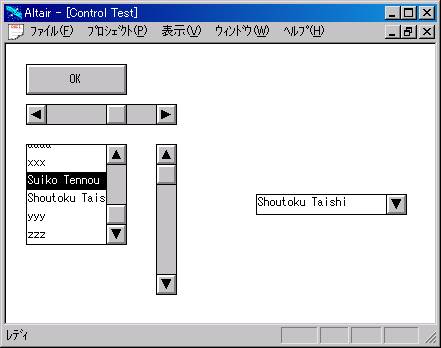 Altair - [Control Test]
ﾌｧｲﾙ(F) ﾌﾟﾛｼﾞｪｸﾄ(P) 表示(V) ｳｨﾝﾄﾞｳ(W) ﾍﾙﾌﾟ(H)
OK
xxx
Suiko Tennou
Shoutoku Tais
yyy
zzz
Shoutoku Taishi
ﾚﾃﾞｨ